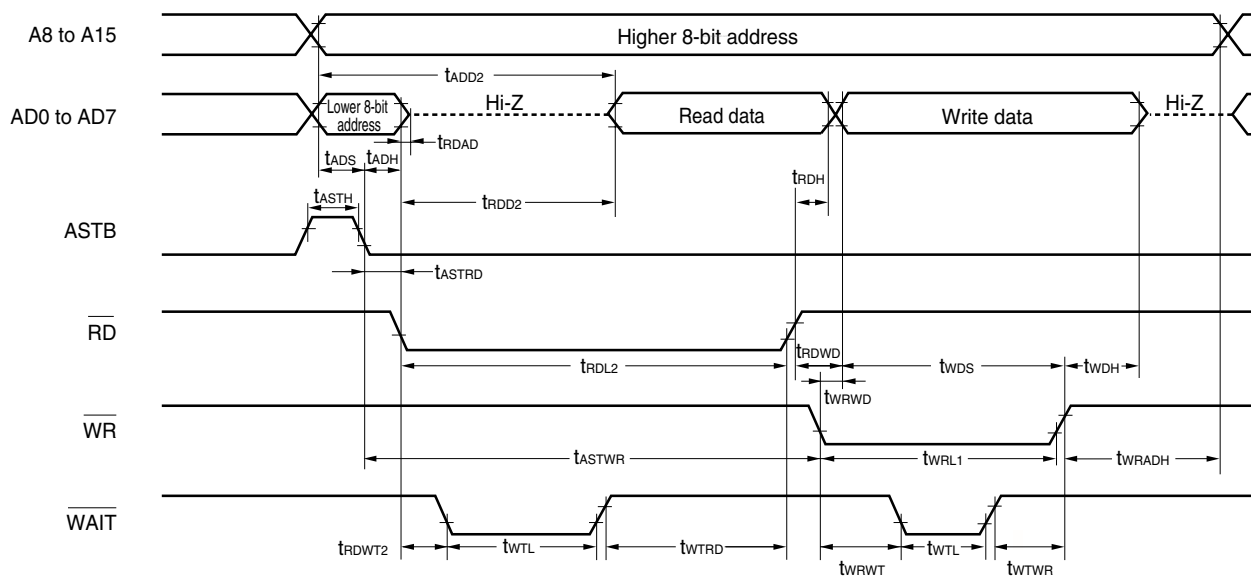 A8 to A15
Higher 8-bit address
tADD2
AD0 to AD7
Lower 8-bit
address
Hi-Z
Read data
Write data
Hi-Z
tRDAD
tADS
tADH
tRDH
tASTH
tRDD2
ASTB
tASTRD
RD
tRDL2
tRDWD
tWDS
tWDH
tWRWD
WR
tASTWR
tWRL1
tWRADH
WAIT
tRDWT2
tWTL
tWTRD
tWRWT
tWTL
tWTWR